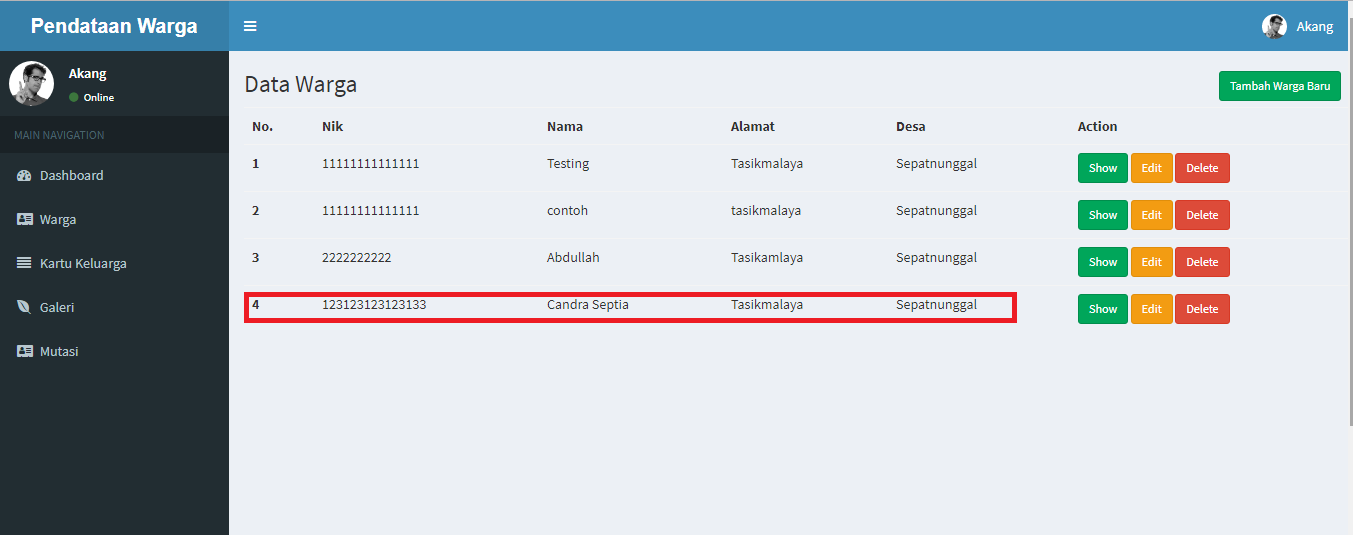 Pendataan Warga
Akang
Akang
Online
MAIN NAVIGATION
Dashboard
Warga
Kartu Keluarga
Galeri
Mutasi
Data Warga
Tambah Warga Baru
No. Nik Nama Alamat Desa Action
1 11111111111111 Testing Tasikmalaya Sepatnunggal Show Edit Delete
2 11111111111111 contoh tasikmalaya Sepatnunggal Show Edit Delete
3 2222222222 Abdullah Tasikamlaya Sepatnunggal Show Edit Delete
4 123123123123133 Candra Septia Tasikmalaya Sepatnunggal Show Edit Delete